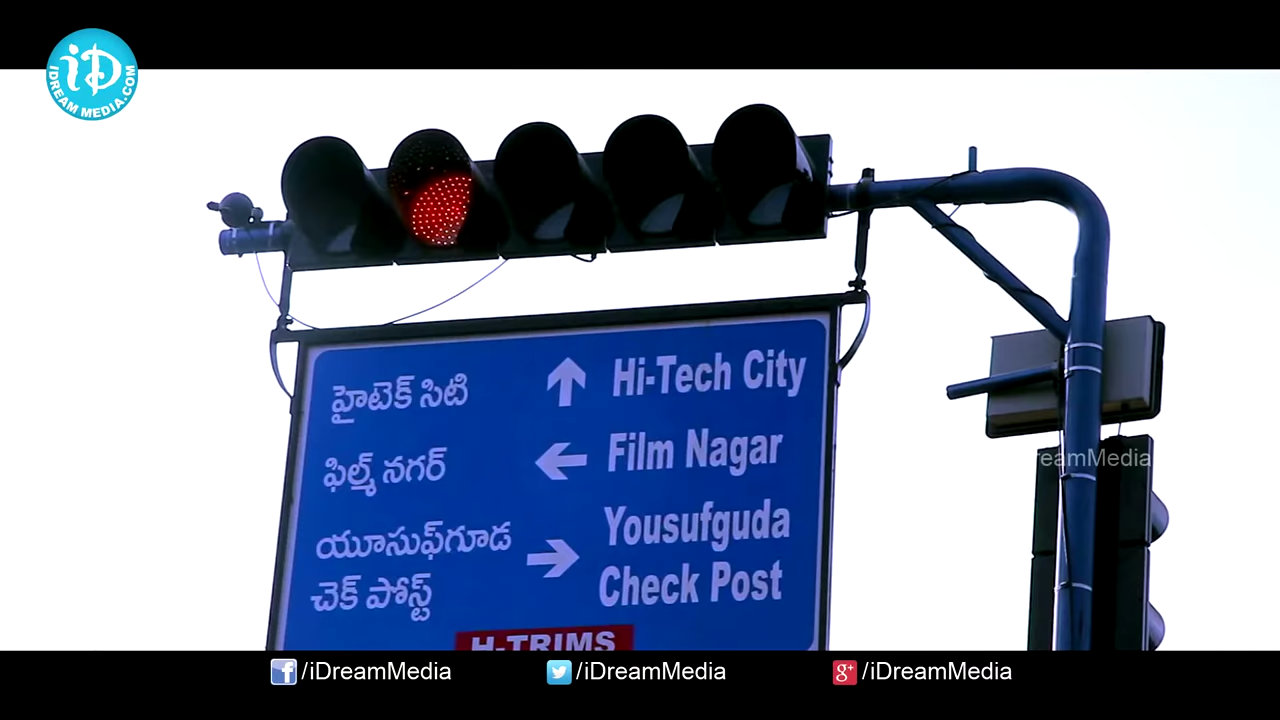 iD
IDREAM MEDIA.COM
హైటెక్ సిటి
Hi-Tech City
ఫిల్మ్ నగర్
Film Nagar
యూసుఫ్‌గూడ
చెక్ పోస్ట్
Yousufguda
Check Post
H-TRIMS
reamMedia
/iDreamMedia
/iDreamMedia
/iDreamMedia